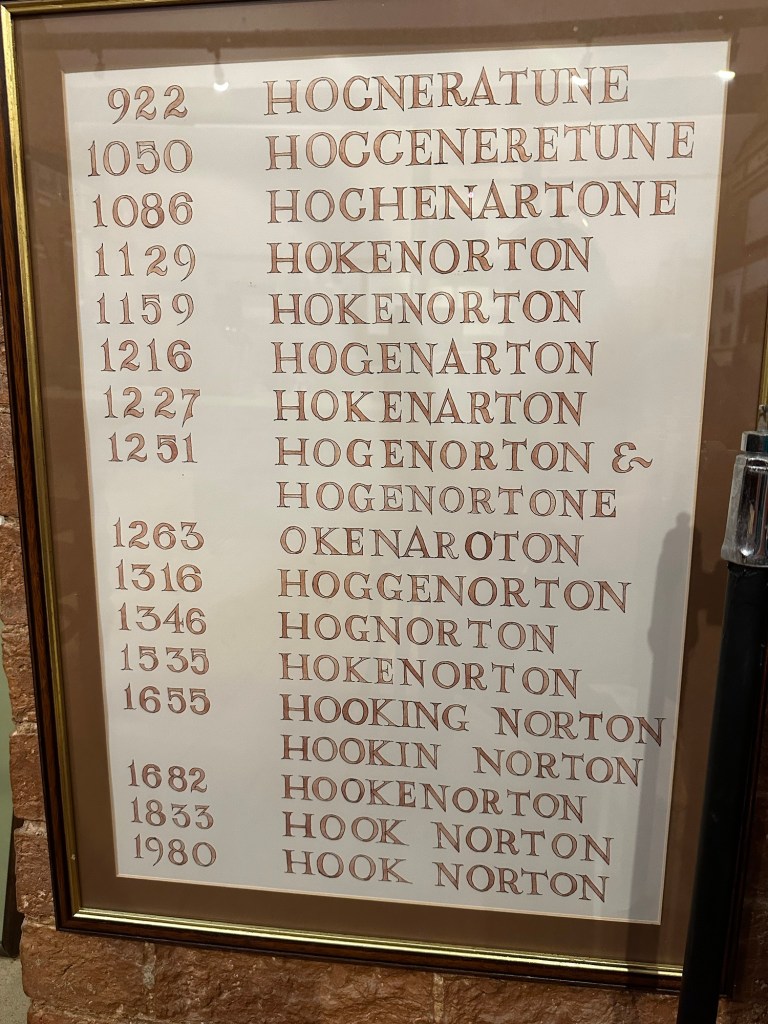 922 HOGNERATUNE
1050 HOGGENERETUNE
1086 HOCHENARTONE
1129 HOKENORTON
1159 HOKENORTON
1216 HOGENARTON
1227 HOKENARTON
1251 HOGENORTON &
HOGENORTONE
1263 OKENAROTON
1316 HOGGENORTON
1346 HOGNORTON
1535 HOKENORTON
1655 HOOKING NORTON
HOOKIN NORTON
1682 HOOKENORTON
1833 HOOK NORTON
1980 HOOK NORTON